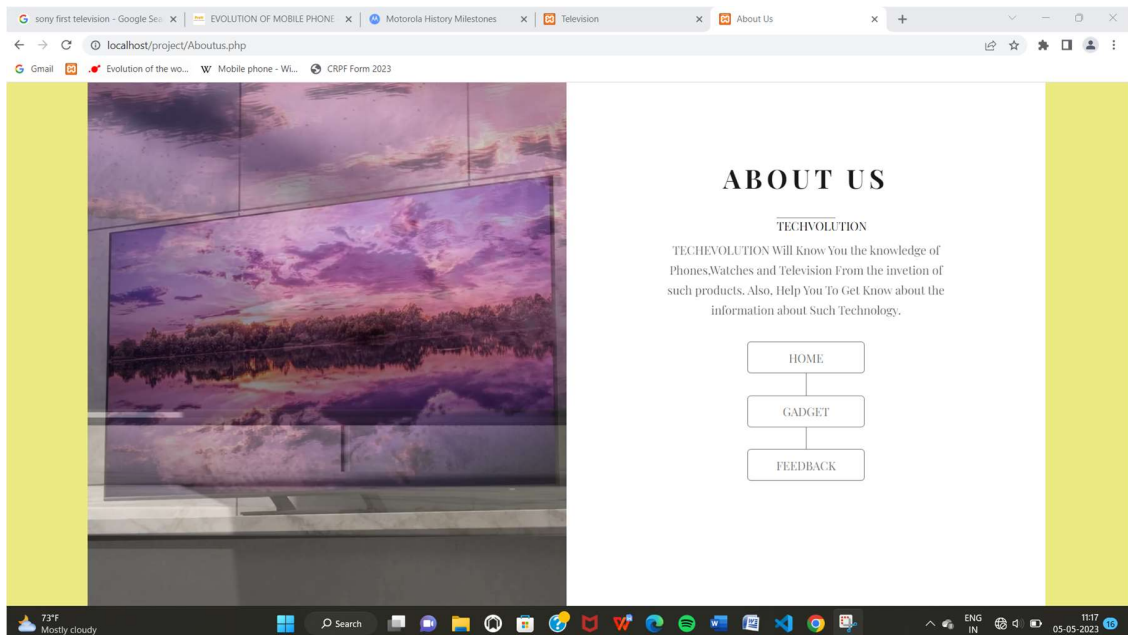 sony first television - Google Sea
EVOLUTION OF MOBILE PHONE
Motorola History Milestones
Television
About Us
localhost/project/Aboutus.php
Gmail
Evolution of the wo...
W Mobile phone - Wi...
CRPF Form 2023
ABOUT US
TECHVOLUTION
TECHEVOLUTION Will Know You the knowledge of
Phones,Watches and Television From the invetion of
such products. Also, Help You To Get Know about the
information about Such Technology.
HOME
GADGET
FEEDBACK
73°F
Mostly cloudy
Search
ENG
IN
11:17
05-05-2023
16